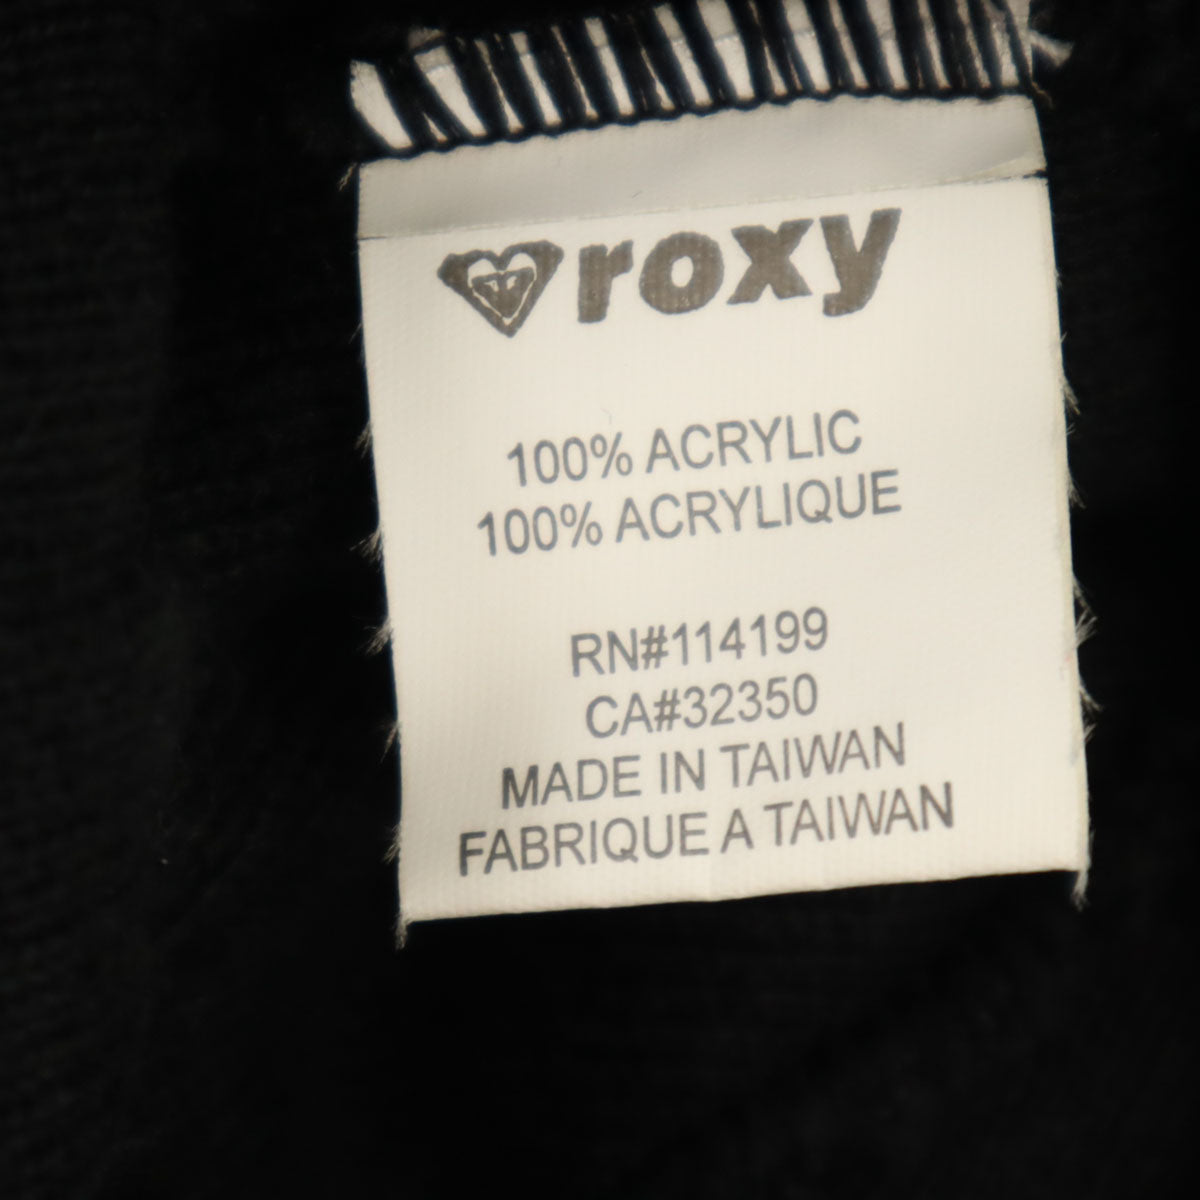 roxy
100% ACRYLIC
100% ACRYLIQUE
RN#114199
CA#32350
MADE IN TAIWAN
FABRIQUE A TAIWAN